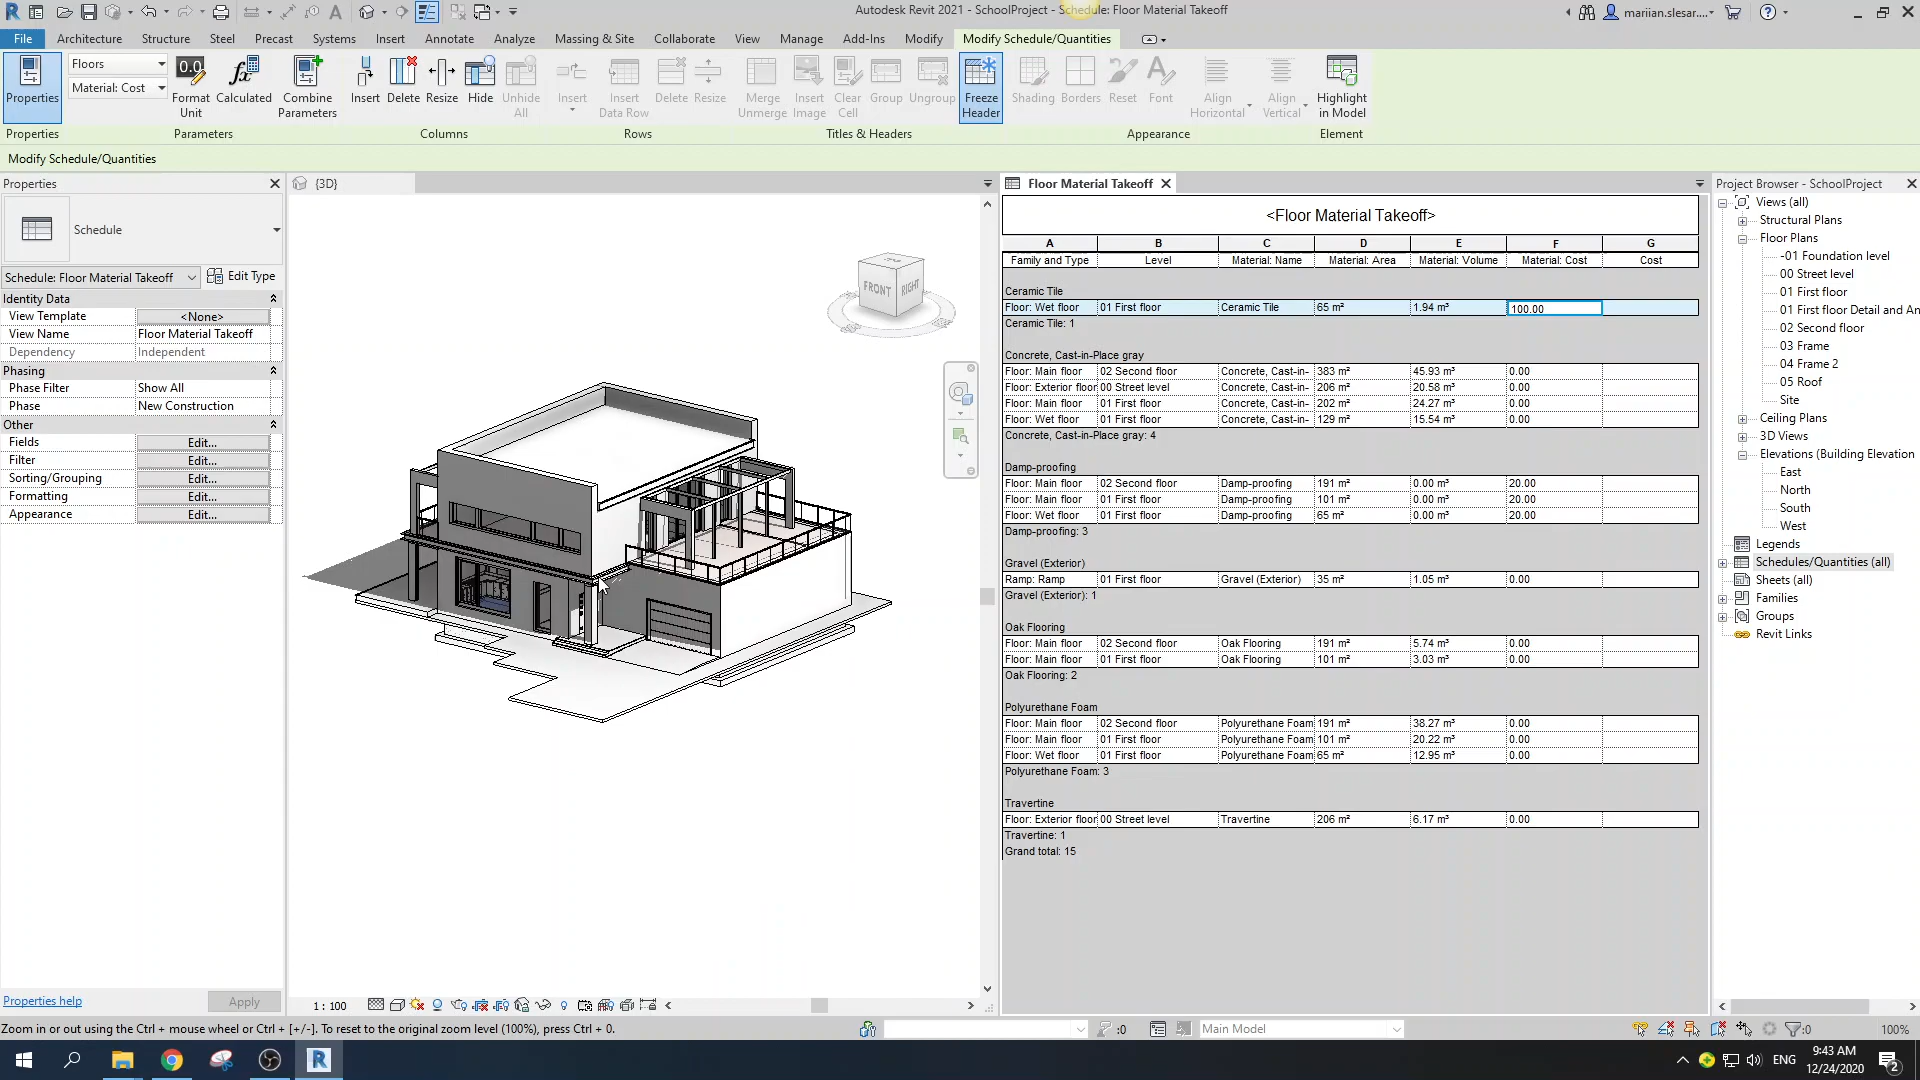 Autodesk Revit 2021 - SchoolProject - Schedule: Floor Material Takeoff
mariian.slesar...
File Architecture Structure Steel Precast Systems Insert Annotate Analyze Massing & Site Collaborate View Manage Add-Ins Modify Modify Schedule/Quantities
Floors
Material: Cost
Properties
Format Unit
Calculated
Combine Parameters
Insert Delete Resize Hide Unhide All
Insert
Insert Data Row
Delete Resize
Merge Unmerge
Insert Image
Clear Cell
Group Ungroup
Freeze Header
Shading Borders Reset Font
Align Horizontal
Align Vertical
Highlight in Model
Properties Parameters Columns Rows Titles & Headers Appearance Element
Modify Schedule/Quantities
Properties
Schedule
Schedule: Floor Material Takeoff
Edit Type
Identity Data
View Template <None>
View Name Floor Material Takeoff
Dependency Independent
Phasing
Phase Filter Show All
Phase New Construction
Other
Fields Edit...
Filter Edit...
Sorting/Grouping Edit...
Formatting Edit...
Appearance Edit...
Properties help
Apply
{3D}
FRONT
RIGHT
1 : 100
Floor Material Takeoff
<Floor Material Takeoff>
A B C D E F G
Family and Type Level Material: Name Material: Area Material: Volume Material: Cost Cost
Ceramic Tile
Floor: Wet floor 01 First floor Ceramic Tile 65 m² 1.94 m³ 100.00
Ceramic Tile: 1
Concrete, Cast-in-Place gray
Floor: Main floor 02 Second floor Concrete, Cast-in- 383 m² 45.93 m³ 0.00
Floor: Exterior floor 00 Street level Concrete, Cast-in- 206 m² 20.58 m³ 0.00
Floor: Main floor 01 First floor Concrete, Cast-in- 202 m² 24.27 m³ 0.00
Floor: Wet floor 01 First floor Concrete, Cast-in- 129 m² 15.54 m³ 0.00
Concrete, Cast-in-Place gray: 4
Damp-proofing
Floor: Main floor 02 Second floor Damp-proofing 191 m² 0.00 m³ 20.00
Floor: Main floor 01 First floor Damp-proofing 101 m² 0.00 m³ 20.00
Floor: Wet floor 01 First floor Damp-proofing 65 m² 0.00 m³ 20.00
Damp-proofing: 3
Gravel (Exterior)
Ramp: Ramp 01 First floor Gravel (Exterior) 35 m² 1.05 m³ 0.00
Gravel (Exterior): 1
Oak Flooring
Floor: Main floor 02 Second floor Oak Flooring 191 m² 5.74 m³ 0.00
Floor: Main floor 01 First floor Oak Flooring 101 m² 3.03 m³ 0.00
Oak Flooring: 2
Polyurethane Foam
Floor: Main floor 02 Second floor Polyurethane Foam 191 m² 38.27 m³ 0.00
Floor: Main floor 01 First floor Polyurethane Foam 101 m² 20.22 m³ 0.00
Floor: Wet floor 01 First floor Polyurethane Foam 65 m² 12.95 m³ 0.00
Polyurethane Foam: 3
Travertine
Floor: Exterior floor 00 Street level Travertine 206 m² 6.17 m³ 0.00
Travertine: 1
Grand total: 15
Project Browser - SchoolProject
Views (all)
Structural Plans
Floor Plans
-01 Foundation level
00 Street level
01 First floor
01 First floor Detail and An
02 Second floor
03 Frame
04 Frame 2
05 Roof
Site
Ceiling Plans
3D Views
Elevations (Building Elevation
East
North
South
West
Legends
Schedules/Quantities (all)
Sheets (all)
Families
Groups
Revit Links
Zoom in or out using the Ctrl + mouse wheel or Ctrl + [+/-]. To reset to the original zoom level (100%), press Ctrl + 0.
:0
Main Model
:0
100%
ENG
9:43 AM
12/24/2020
2